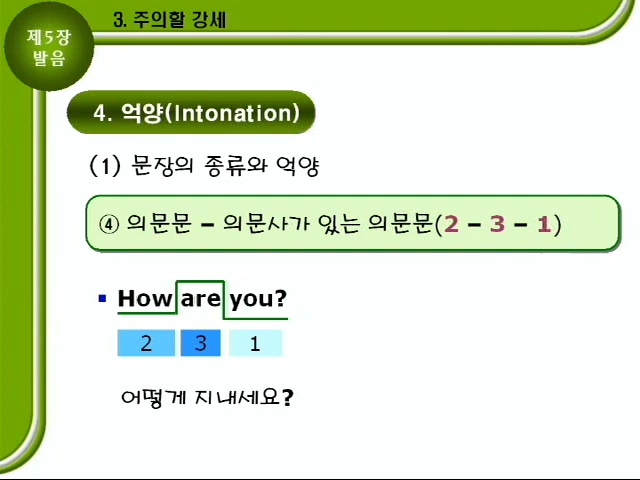 3. 주의할 강세
제5장
발음
4. 억양(Intonation)
(1) 문장의 종류와 억양
④ 의문문 – 의문사가 있는 의문문(2 – 3 – 1)
▪ How are you?
2 3 1
어떻게 지내세요?